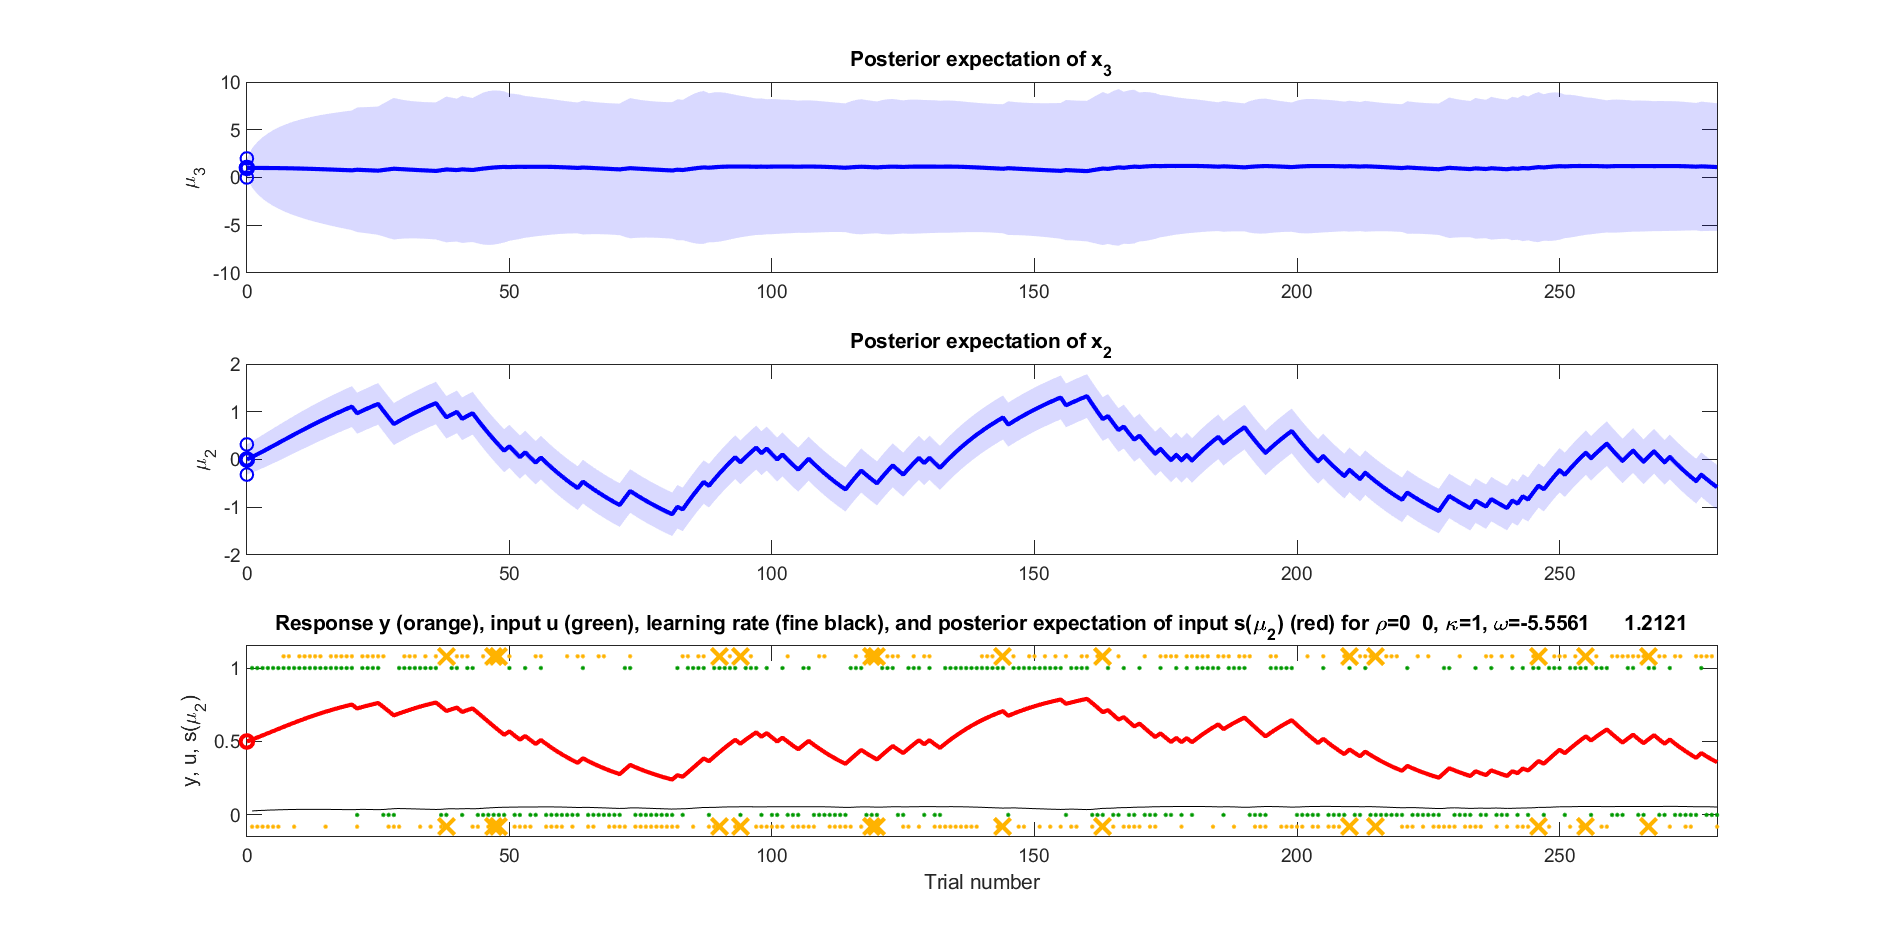 Posterior expectation of x3
10
5
0
-5
-10
μ3
0 50 100 150 200 250
Posterior expectation of x2
2
1
0
-1
-2
μ2
0 50 100 150 200 250
Response y (orange), input u (green), learning rate (fine black), and posterior expectation of input s(μ2) (red) for ρ=0 0, κ=1, ω=-5.5561 1.2121
1
0.5
0
y, u, s(μ2)
0 50 100 150 200 250
Trial number